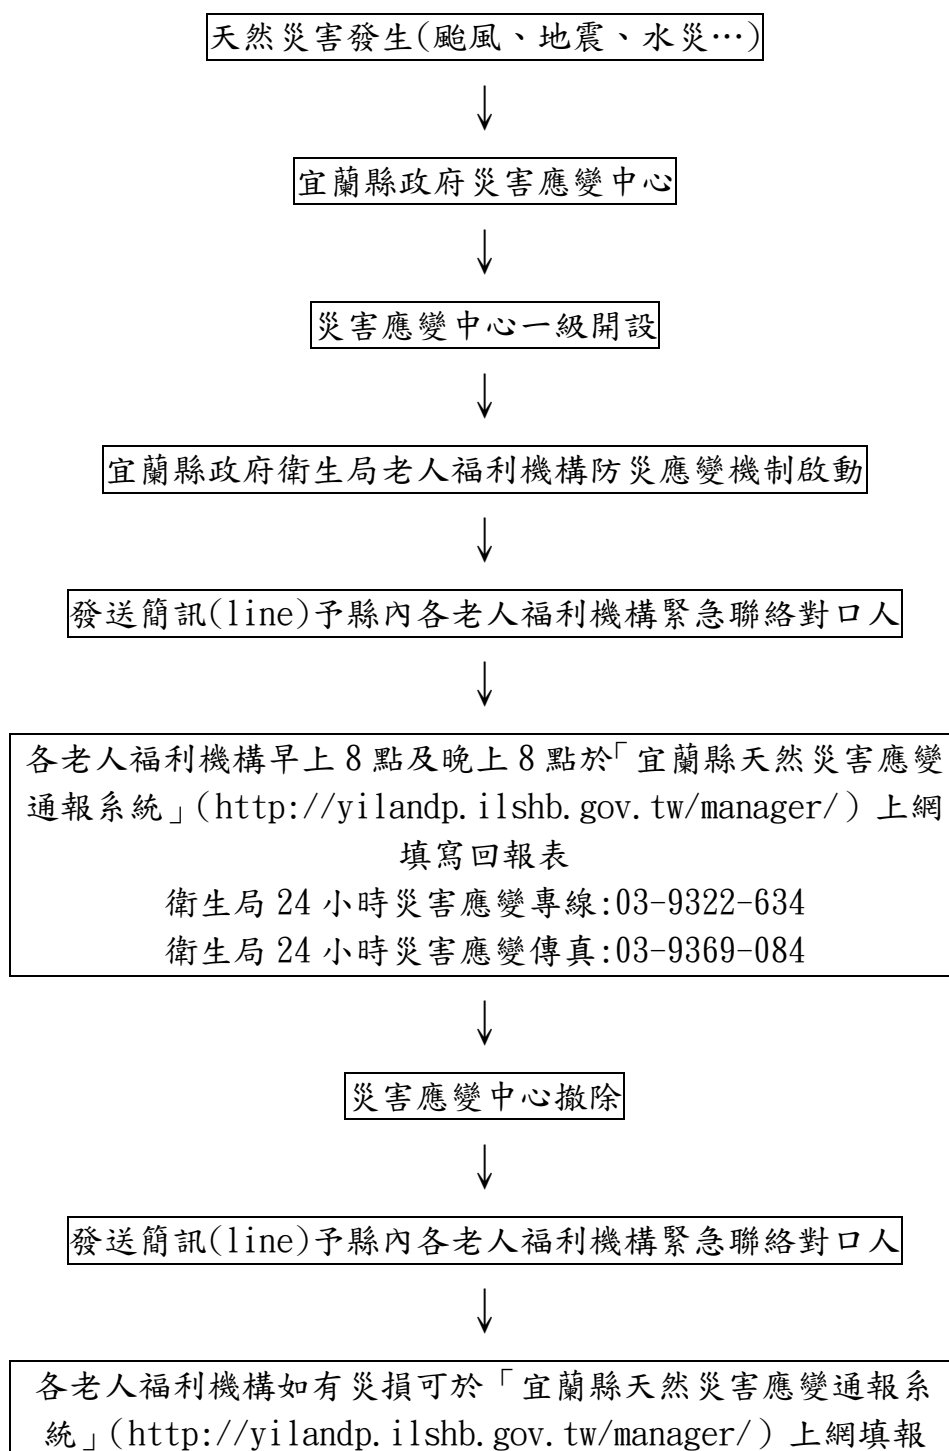 天然災害發生(颱風、地震、水災…)
↓
宜蘭縣政府災害應變中心
↓
災害應變中心一級開設
↓
宜蘭縣政府衛生局老人福利機構防災應變機制啟動
↓
發送簡訊(line)予縣內各老人福利機構緊急聯絡對口人
↓
各老人福利機構早上 8 點及晚上 8 點於「宜蘭縣天然災害應變
通報系統」(http://yilandp.ilshb.gov.tw/manager/) 上網
填寫回報表
衛生局 24 小時災害應變專線:03-9322-634
衛生局 24 小時災害應變傳真:03-9369-084
↓
災害應變中心撤除
↓
發送簡訊(line)予縣內各老人福利機構緊急聯絡對口人
↓
各老人福利機構如有災損可於「宜蘭縣天然災害應變通報系
統」(http://yilandp.ilshb.gov.tw/manager/) 上網填報